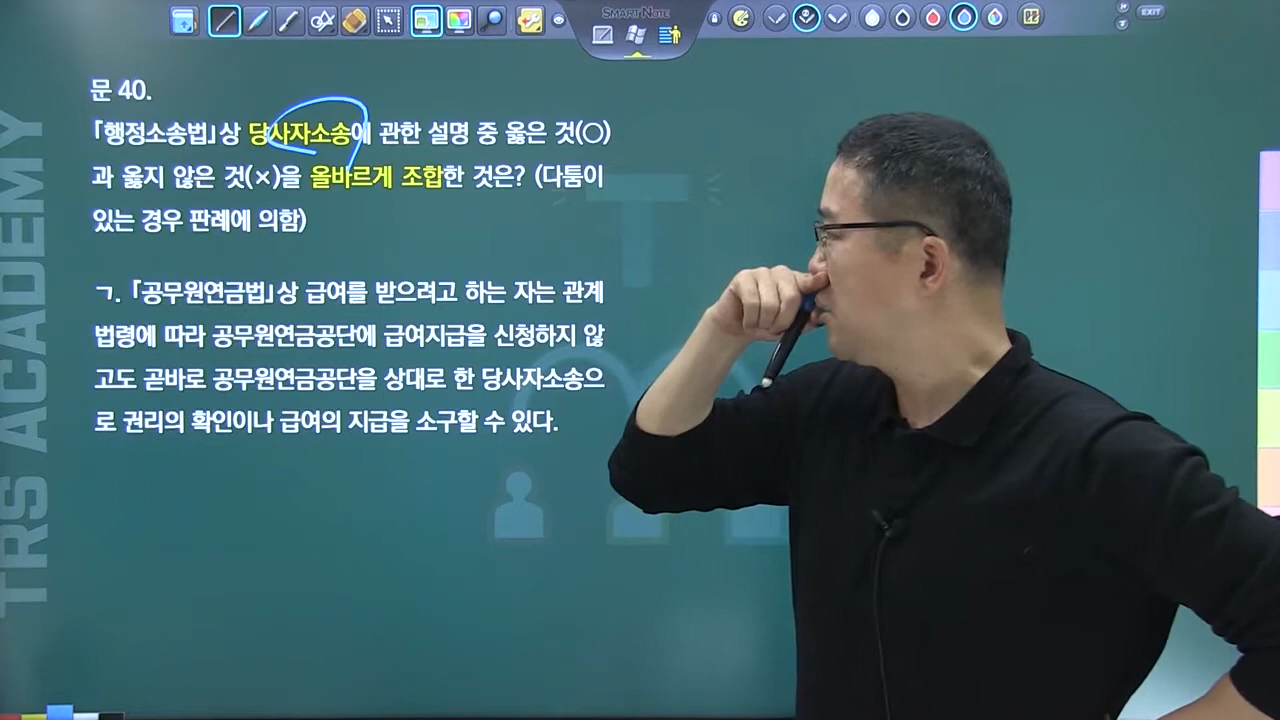 SMART NOTE
EXIT
문 40.
「행정소송법」상 당사자소송에 관한 설명 중 옳은 것(○)
과 옳지 않은 것(×)을 올바르게 조합한 것은? (다툼이
있는 경우 판례에 의함)
ㄱ. 「공무원연금법」상 급여를 받으려고 하는 자는 관계
법령에 따라 공무원연금공단에 급여지급을 신청하지 않
고도 곧바로 공무원연금공단을 상대로 한 당사자소송으
로 권리의 확인이나 급여의 지급을 소구할 수 있다.
TRS ACADEMY